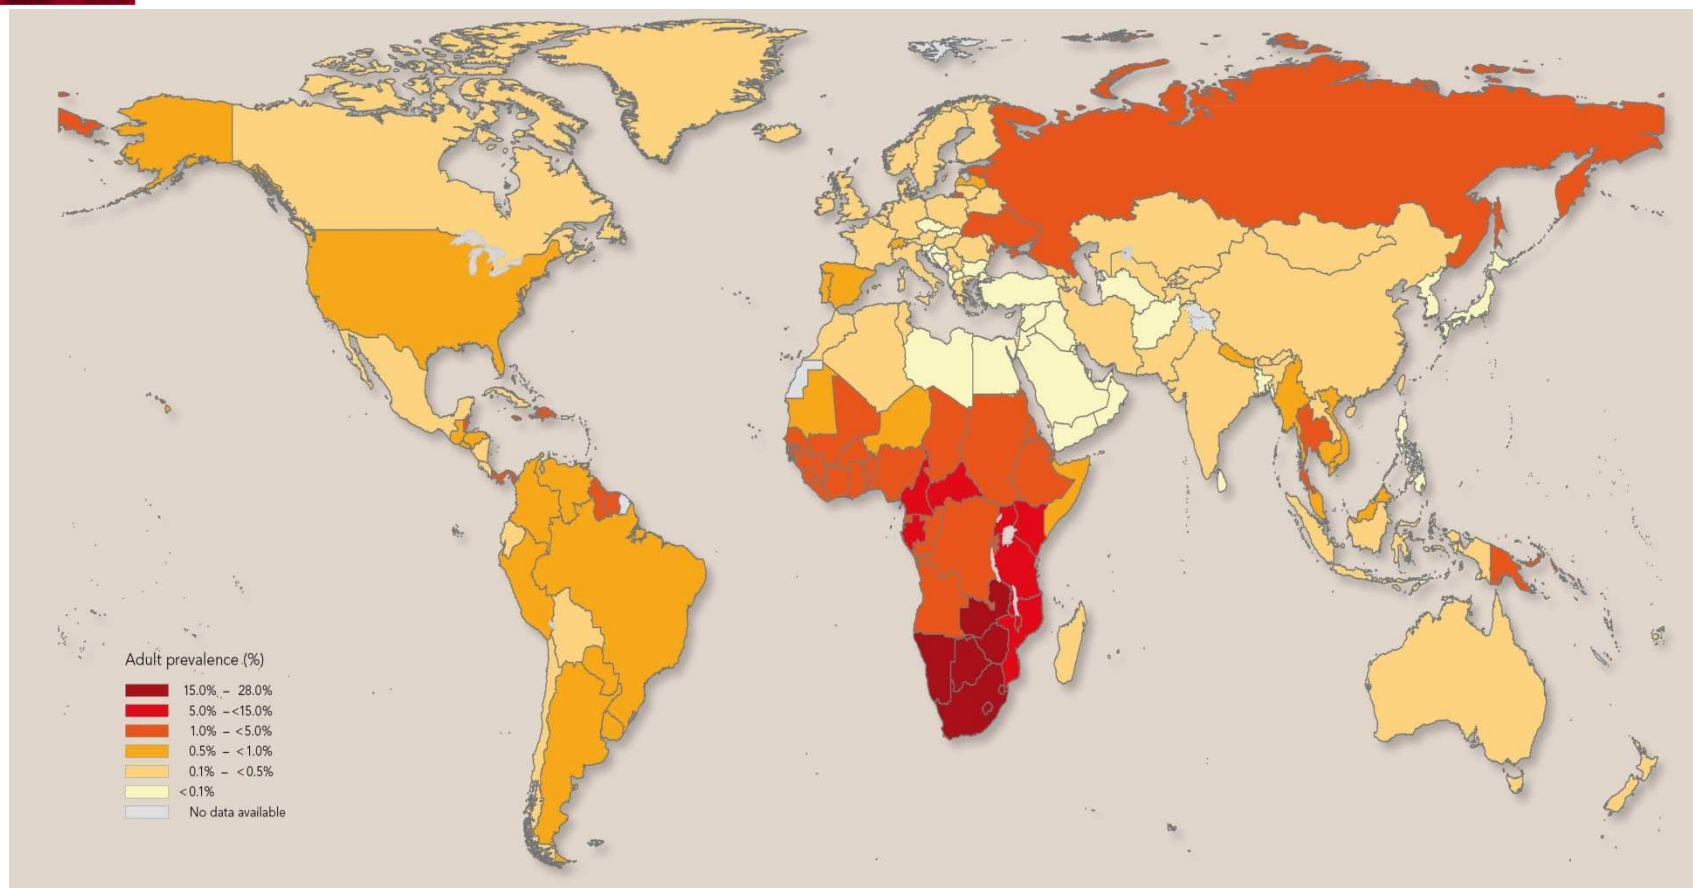 Adult prevalence (%)
15.0% – 28.0%
5.0% – <15.0%
1.0% – <5.0%
0.5% – <1.0%
0.1% – <0.5%
<0.1%
No data available